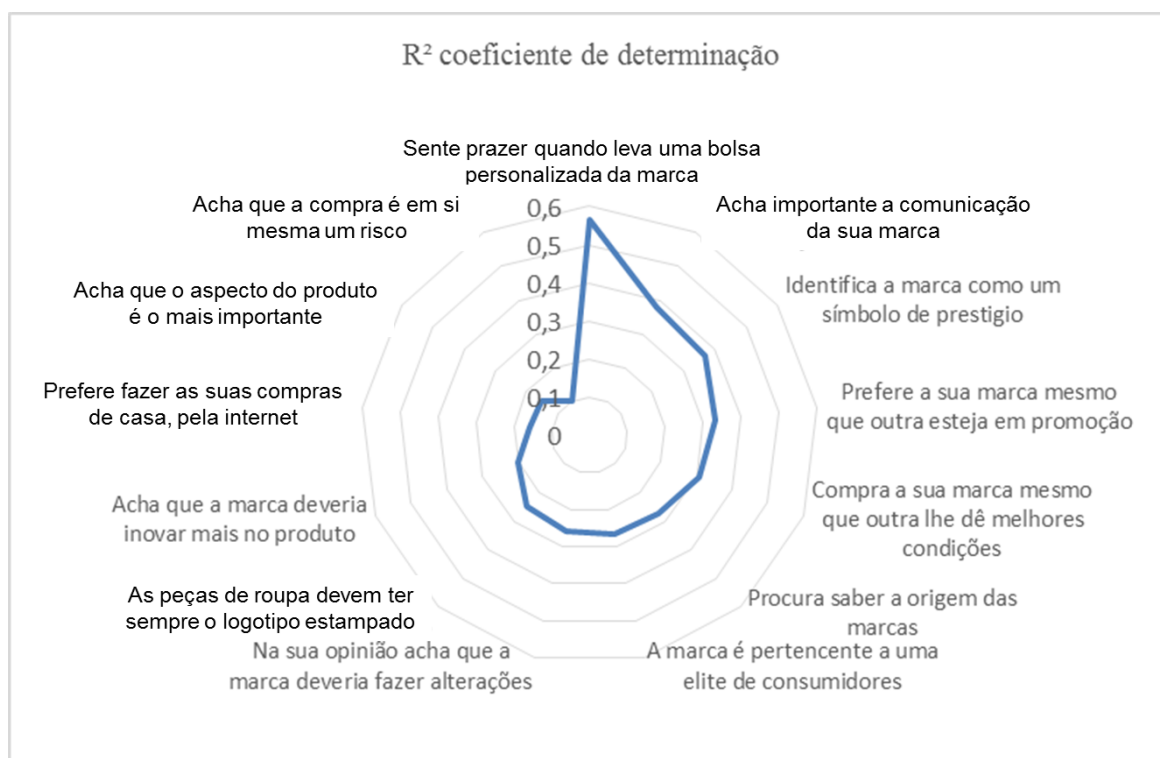 R² coeficiente de determinação
Sente prazer quando leva uma bolsa
personalizada da marca
Acha importante a comunicação
da sua marca
Identifica a marca como um
símbolo de prestigio
Prefere a sua marca mesmo
que outra esteja em promoção
Compra a sua marca mesmo
que outra lhe dê melhores
condições
Procura saber a origem das
marcas
A marca é pertencente a uma
elite de consumidores
Na sua opinião acha que a
marca deveria fazer alterações
As peças de roupa devem ter
sempre o logotipo estampado
Acha que a marca deveria
inovar mais no produto
Prefere fazer as suas compras
de casa, pela internet
Acha que o aspecto do produto
é o mais importante
Acha que a compra é em si
mesma um risco
0,6
0,5
0,4
0,3
0,2
0,1
0